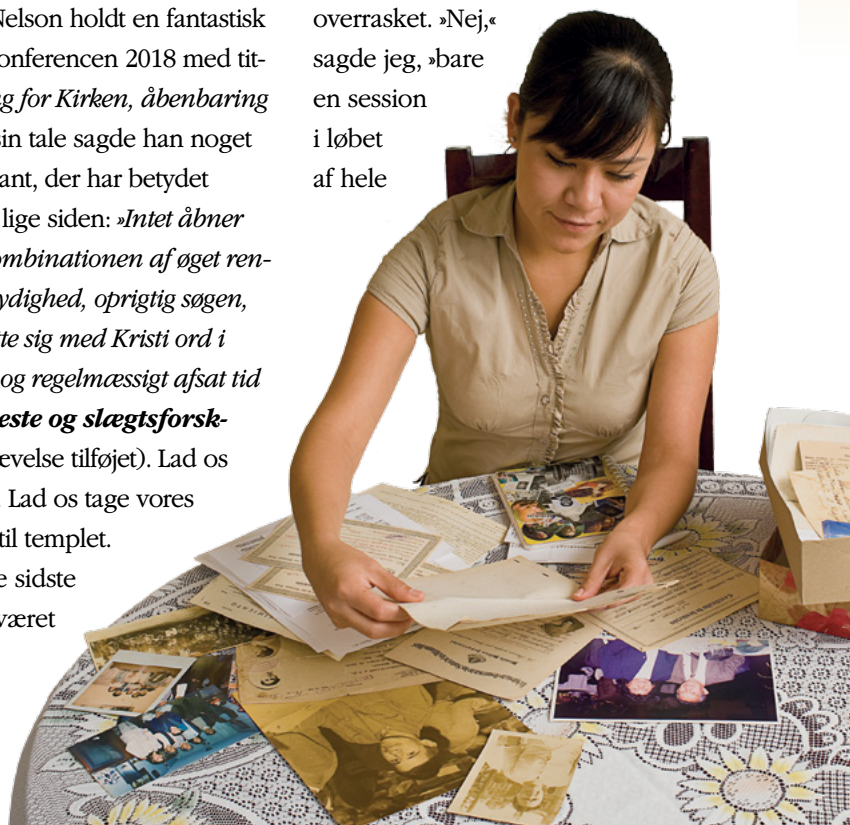 Nelson holdt en fantastisk
onferencen 2018 med tit-
g for Kirken, åbenbaring
sin tale sagde han noget
ant, der har betydet
lige siden: »Intet åbner
ombinationen af øget ren-
ydighed, oprigtig søgen,
te sig med Kristi ord i
og regelmæssigt afsat tid
este og slægtsforsk-
ævelse tilføjet). Lad os
. Lad os tage vores
til templet.
e sidste
været
overrasket. »Nej,«
sagde jeg, »bare
en session
i løbet
af hele